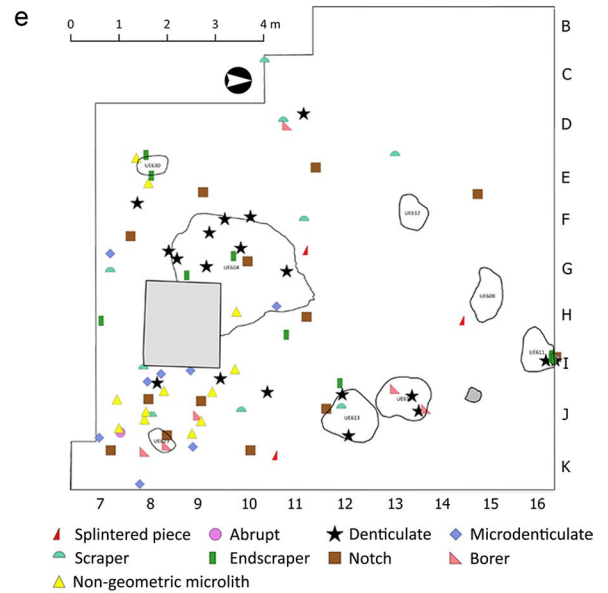 e
0 1 2 3 4 m
B
C
D
E
F
G
H
I
J
K
UE630
UE612
UE604
UE608
UE611
UE613
7 8 9 10 11 12 13 14 15 16
Splintered piece Abrupt Denticulate Microdenticulate
Scraper Endscraper Notch Borer
Non-geometric microlith